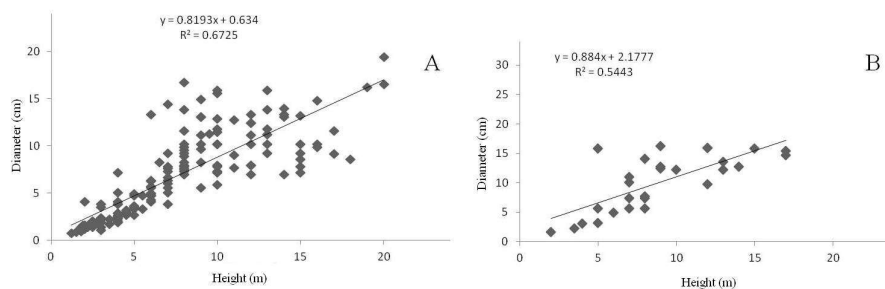 y = 0.8193x + 0.634
R² = 0.6725
A
20
15
10
5
0
Diameter (cm)
0 5 10 15 20
Height (m)
y = 0.884x + 2.1777
R² = 0.5443
B
30
25
20
15
10
5
0
Diameter (cm)
0 5 10 15 20
Height (m)